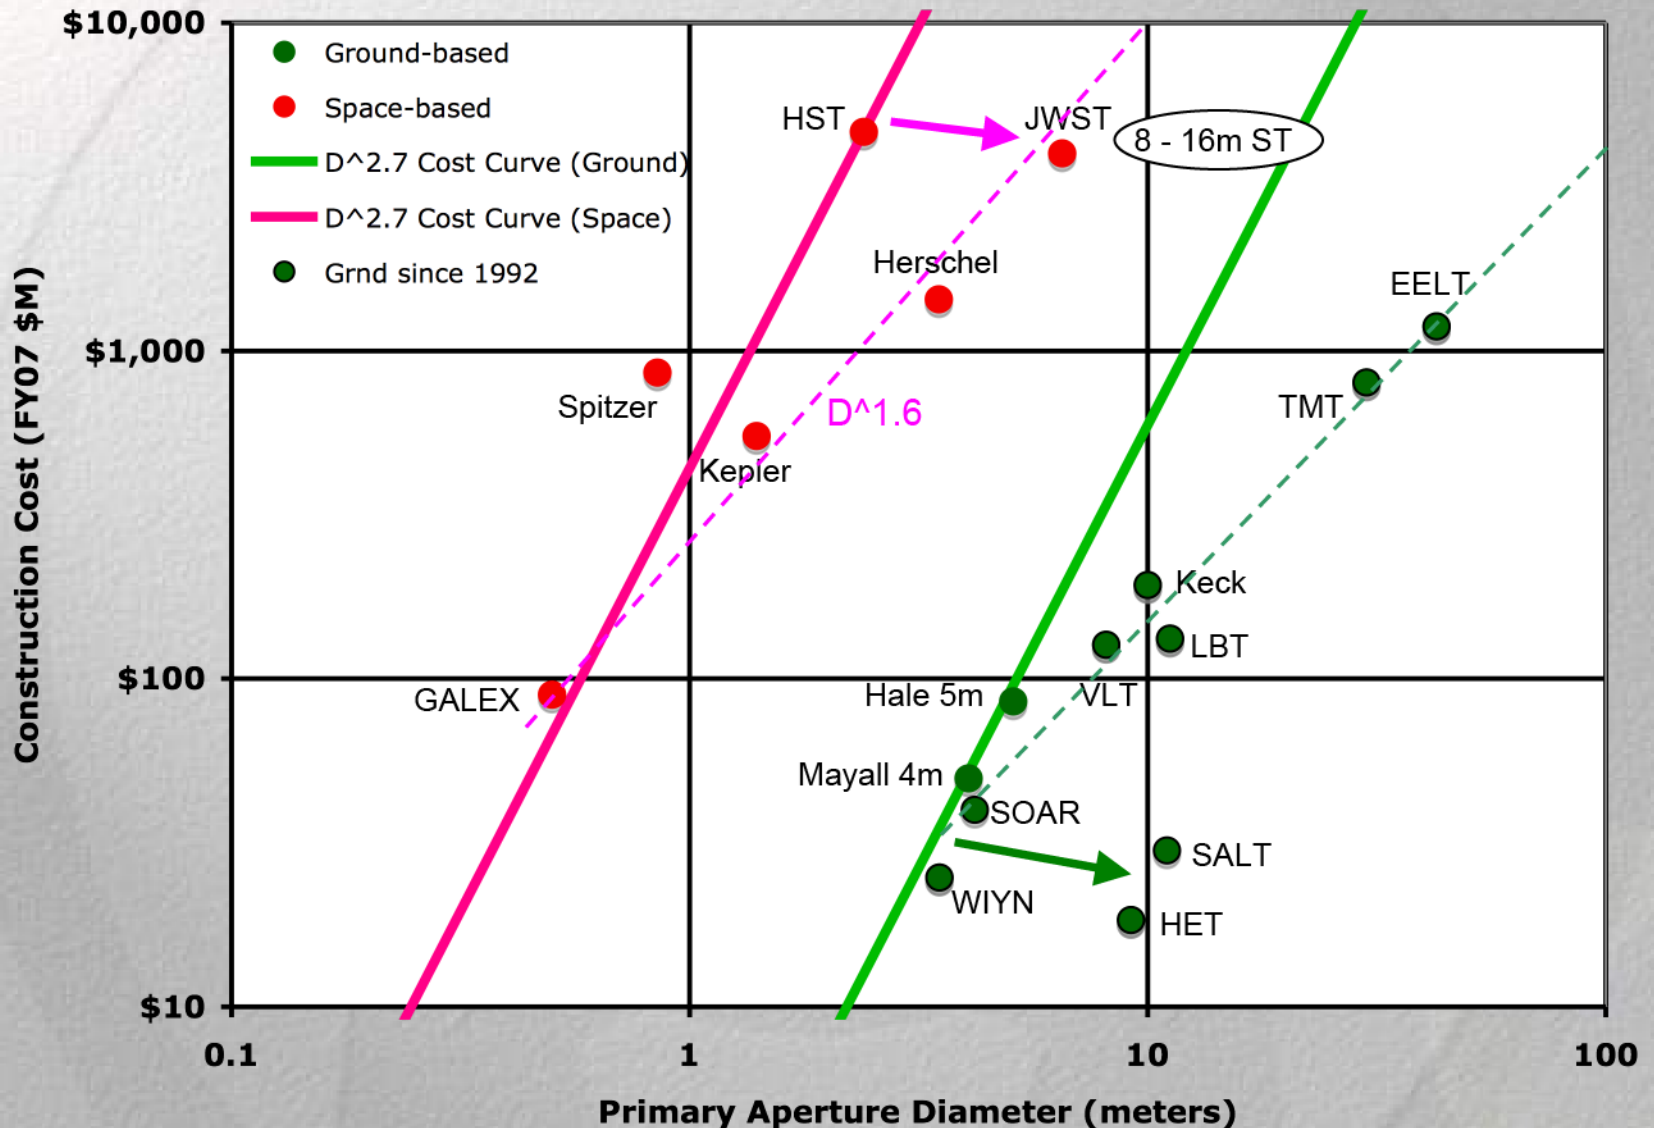 $10,000
$1,000
$100
$10
Construction Cost (FY07 $M)
Ground-based
Space-based
D^2.7 Cost Curve (Ground)
D^2.7 Cost Curve (Space)
Grnd since 1992
HST
JWST
8 - 16m ST
Herschel
EELT
Spitzer
D^1.6
TMT
Kepler
Keck
LBT
GALEX
Hale 5m
VLT
Mayall 4m
SOAR
SALT
WIYN
HET
0.1
1
10
100
Primary Aperture Diameter (meters)